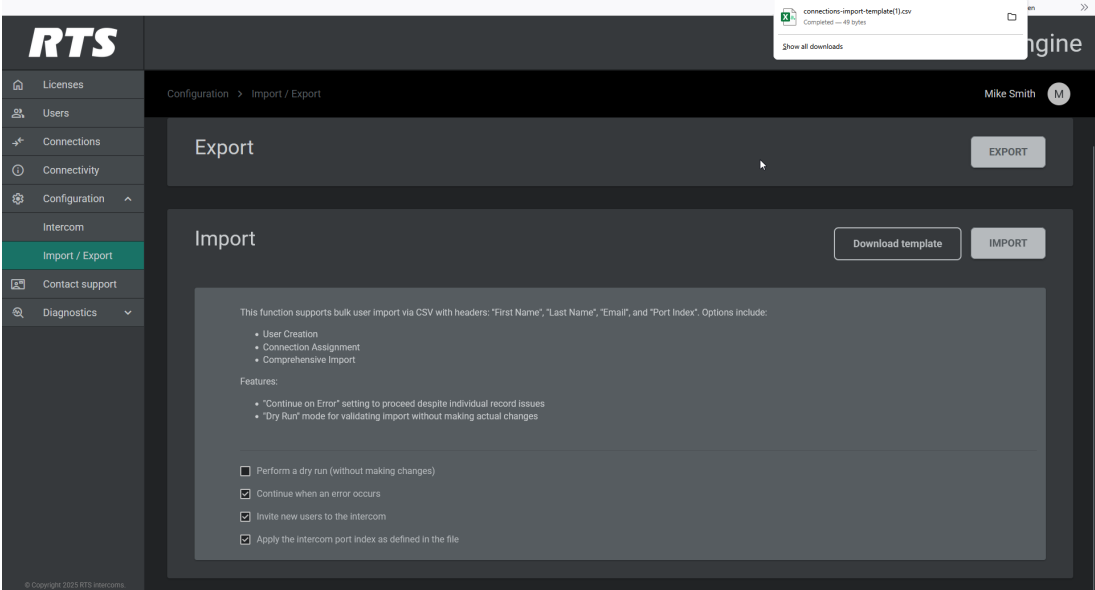 en
connections-import-template(1).csv
Completed — 49 bytes
Show all downloads
RTS
ngine
Licenses
Users
Connections
Connectivity
Configuration
Intercom
Import / Export
Contact support
Diagnostics
© Copyright 2025 RTS intercoms.
Configuration > Import / Export
Mike Smith M
Export
EXPORT
Import
Download template
IMPORT
This function supports bulk user import via CSV with headers: "First Name", "Last Name", "Email", and "Port Index". Options include:
• User Creation
• Connection Assignment
• Comprehensive Import
Features:
• "Continue on Error" setting to proceed despite individual record issues
• "Dry Run" mode for validating import without making actual changes
Perform a dry run (without making changes)
Continue when an error occurs
Invite new users to the intercom
Apply the intercom port index as defined in the file